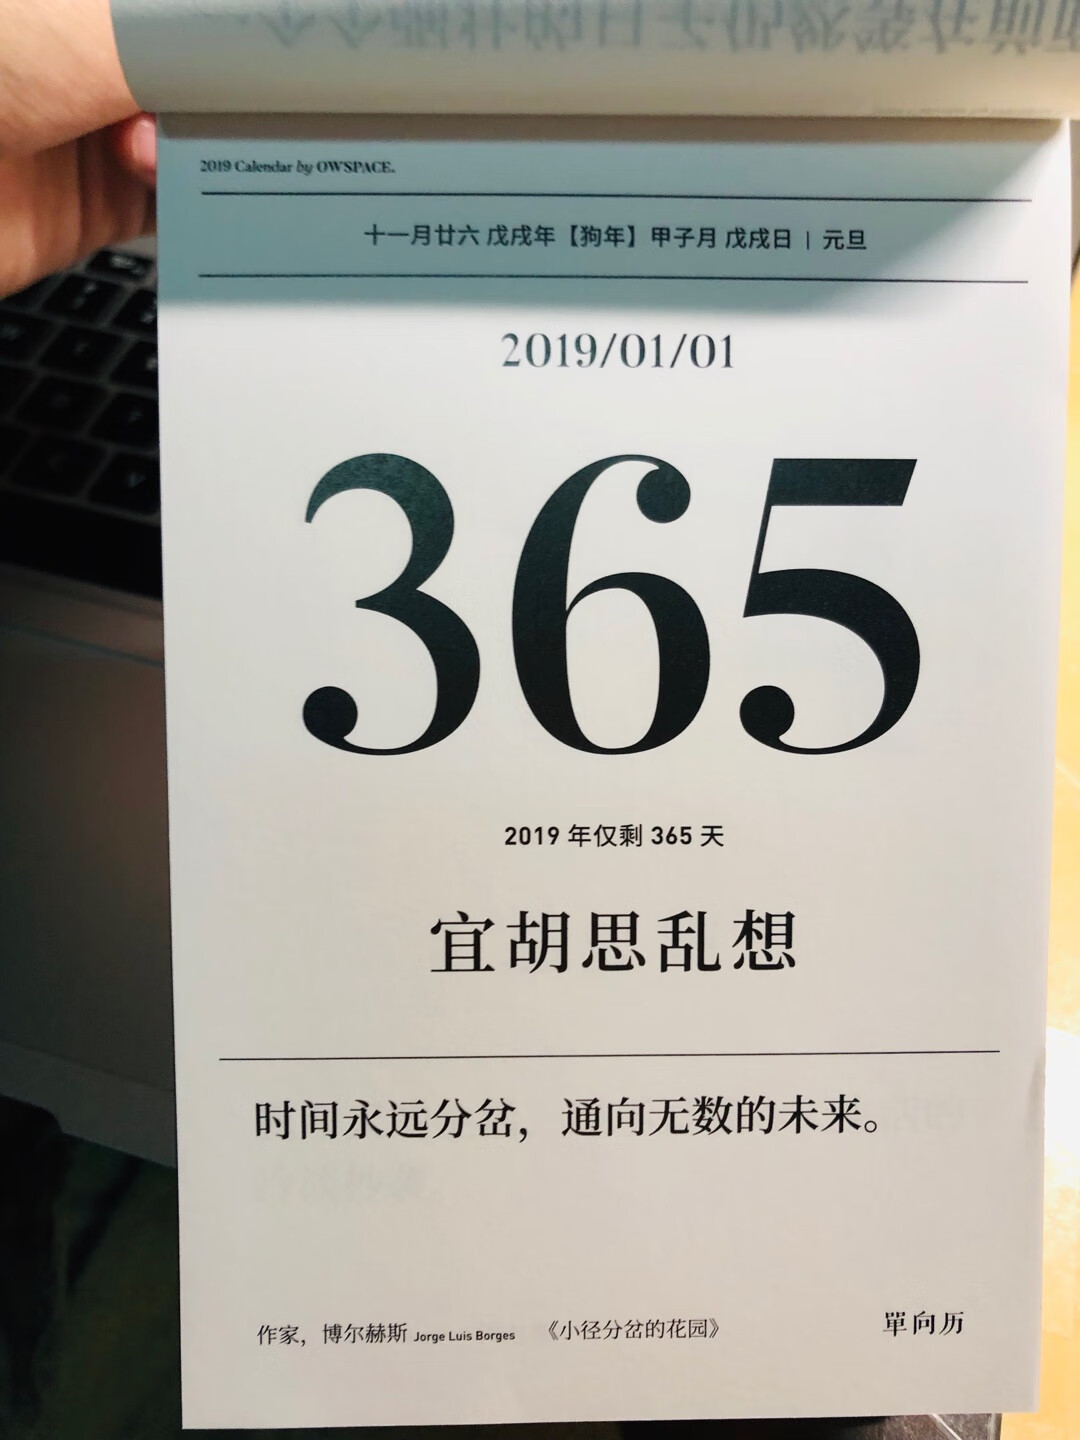 2019 Calendar by OWSPACE.
十一月廿六 戊戌年【狗年】甲子月 戊戌日 | 元旦
2019/01/01
365
2019 年仅剩 365 天
宜胡思乱想
时间永远分岔，通向无数的未来。
作家，博尔赫斯 Jorge Luis Borges 《小径分岔的花园》
單向历